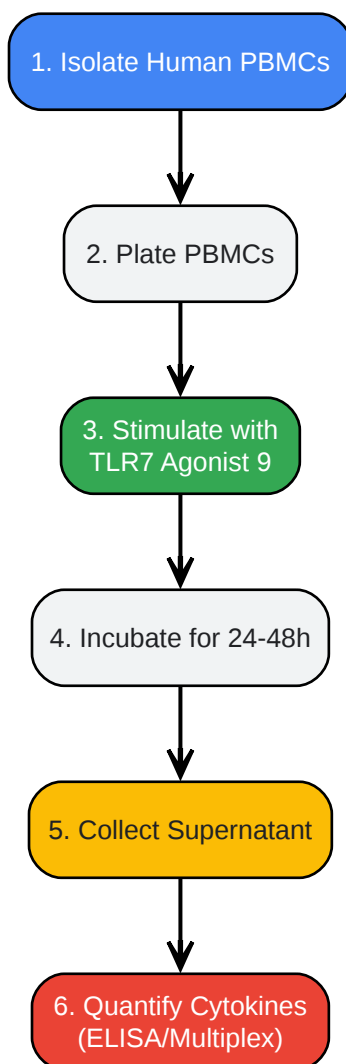 1. Isolate Human PBMCs
2. Plate PBMCs
3. Stimulate with
TLR7 Agonist 9
4. Incubate for 24-48h
5. Collect Supernatant
6. Quantify Cytokines
(ELISA/Multiplex)